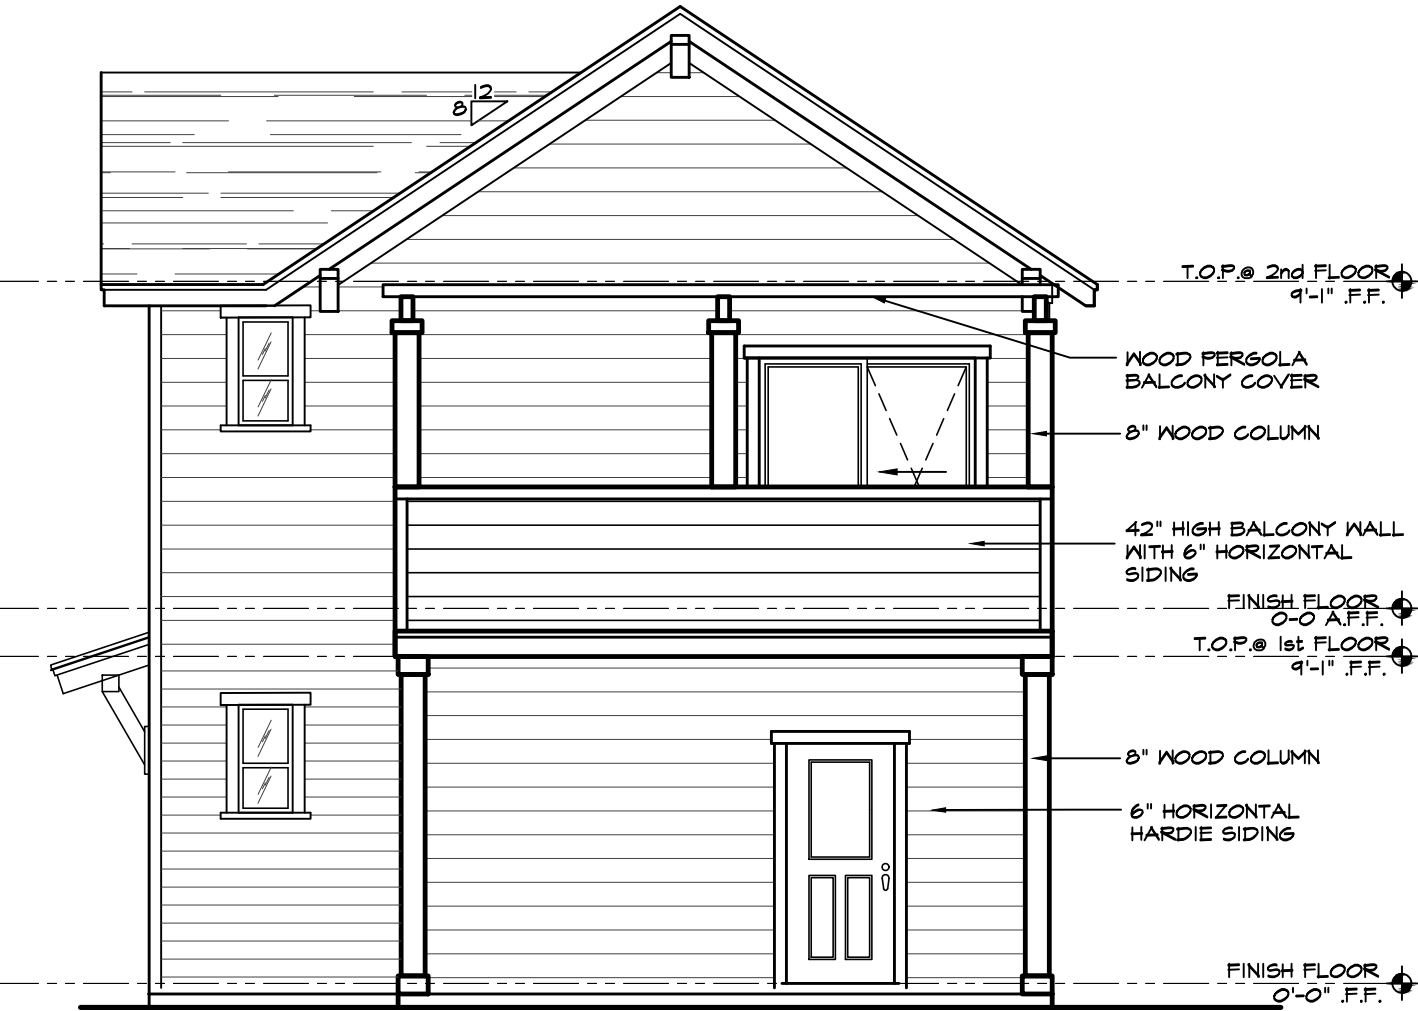 12
8
T.O.P.@ 2nd FLOOR
9'-1" .F.F.
WOOD PERGOLA
BALCONY COVER
8" WOOD COLUMN
42" HIGH BALCONY WALL
WITH 6" HORIZONTAL
SIDING
FINISH FLOOR
0-0 A.F.F.
T.O.P.@ 1st FLOOR
9'-1" .F.F.
8" WOOD COLUMN
6" HORIZONTAL
HARDIE SIDING
FINISH FLOOR
0'-0" .F.F.